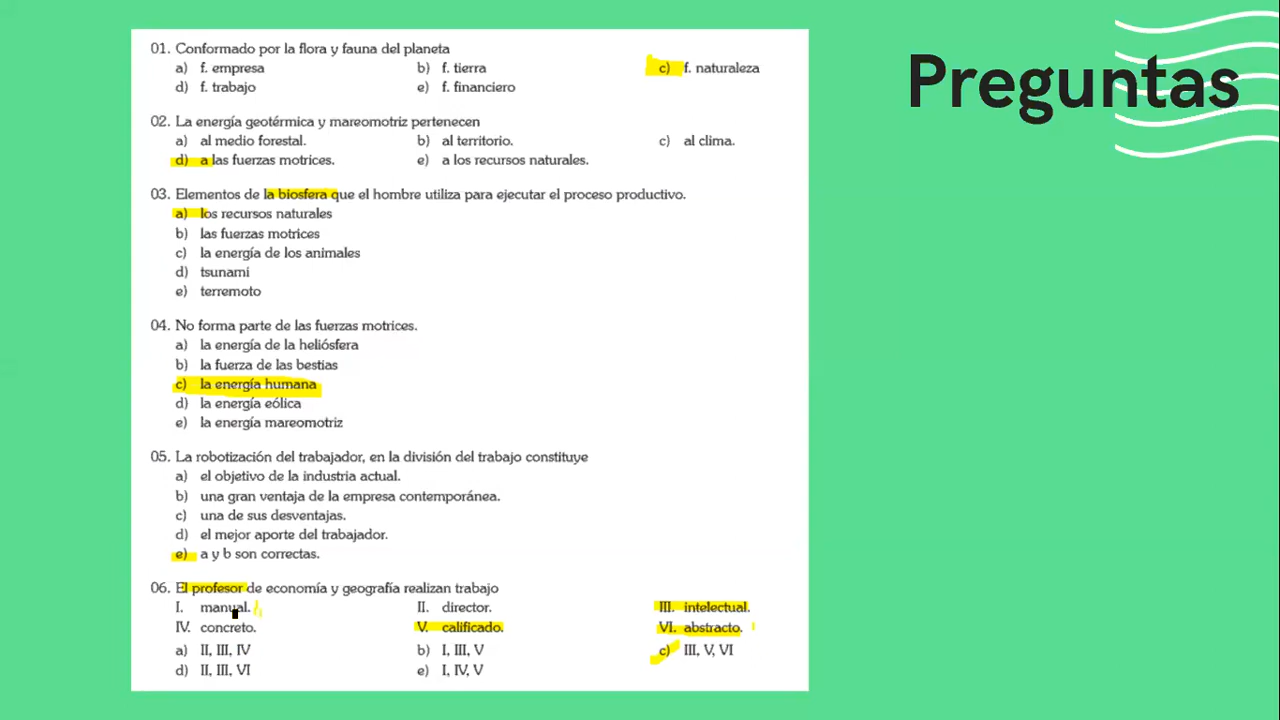 Preguntas
01. Conformado por la flora y fauna del planeta
a) f. empresa b) f. tierra c) f. naturaleza
d) f. trabajo e) f. financiero
02. La energía geotérmica y mareomotriz pertenecen
a) al medio forestal. b) al territorio. c) al clima.
d) a las fuerzas motrices. e) a los recursos naturales.
03. Elementos de la biosfera que el hombre utiliza para ejecutar el proceso productivo.
a) los recursos naturales
b) las fuerzas motrices
c) la energía de los animales
d) tsunami
e) terremoto
04. No forma parte de las fuerzas motrices.
a) la energía de la heliósfera
b) la fuerza de las bestias
c) la energía humana
d) la energía eólica
e) la energía mareomotriz
05. La robotización del trabajador, en la división del trabajo constituye
a) el objetivo de la industria actual.
b) una gran ventaja de la empresa contemporánea.
c) una de sus desventajas.
d) el mejor aporte del trabajador.
e) a y b son correctas.
06. El profesor de economía y geografía realizan trabajo
I. manual. II. director. III. intelectual.
IV. concreto. V. calificado. VI. abstracto.
a) II, III, IV b) I, III, V c) III, V, VI
d) II, III, VI e) I, IV, V